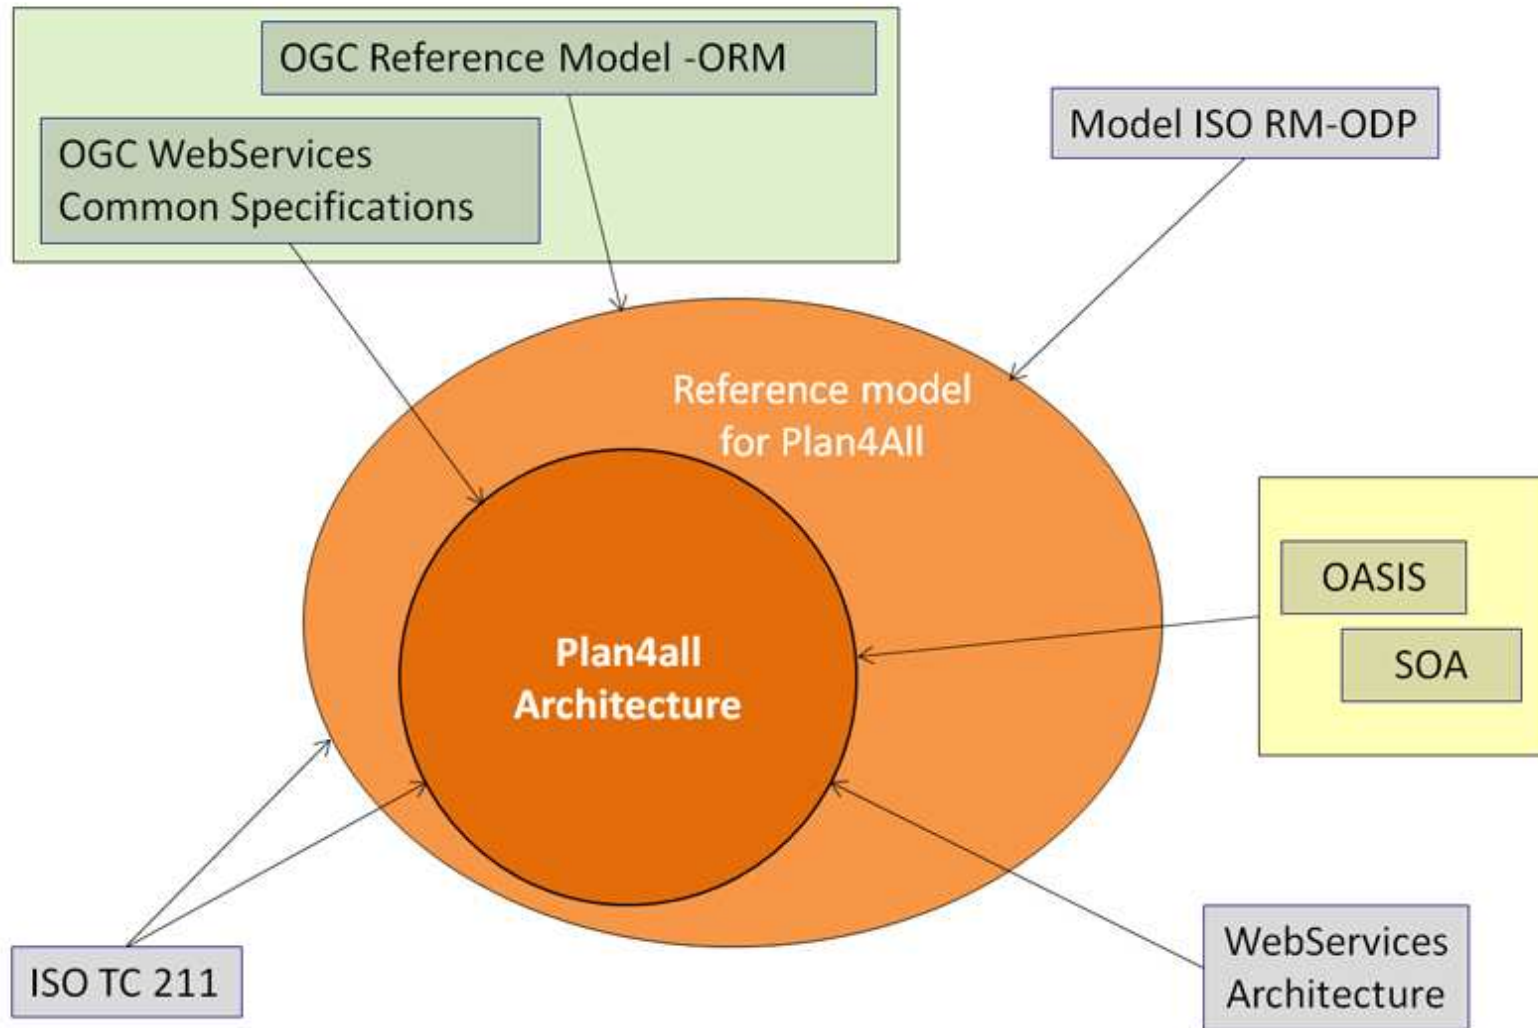 OGC Reference Model -ORM
OGC WebServices
Common Specifications
Model ISO RM-ODP
Reference model
for Plan4All
OASIS
SOA
Plan4all
Architecture
ISO TC 211
WebServices
Architecture